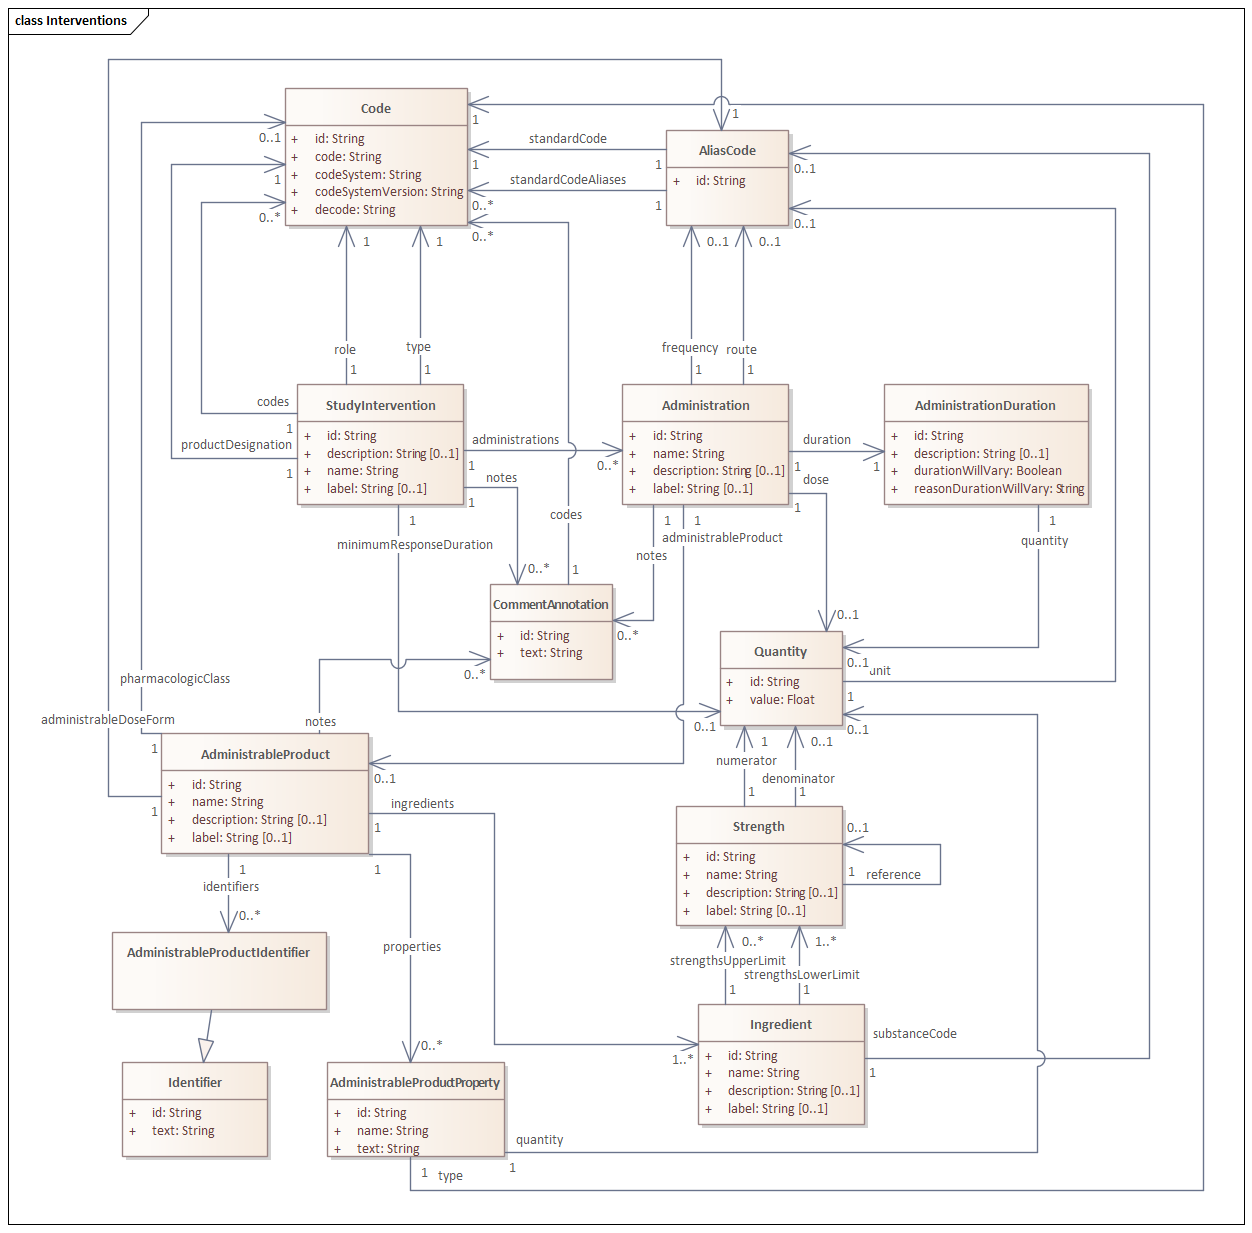 class Interventions
Code
+ id: String
+ code: String
+ codeSystem: String
+ codeSystemVersion: String
+ decode: String
AliasCode
+ id: String
standardCode
1
1
standardCodeAliases
0..*
1
1
1
0..1
1
0..*
0..*
0..1
0..1
0..1
0..1
1
1
role
1
type
1
frequency
1
route
1
codes
1
productDesignation
1
StudyIntervention
+ id: String
+ description: String [0..1]
+ name: String
+ label: String [0..1]
administrations
1
0..*
notes
1
0..*
1
minimumResponseDuration
0..1
Administration
+ id: String
+ name: String
+ description: String [0..1]
+ label: String [0..1]
duration
1
1
dose
1
0..1
1
notes
0..*
1
administrableProduct
0..1
AdministrationDuration
+ id: String
+ description: String [0..1]
+ durationWillVary: Boolean
+ reasonDurationWillVary: String
1
quantity
0..1
codes
1
CommentAnnotation
+ id: String
+ text: String
0..*
Quantity
+ id: String
+ value: Float
unit
1
0..1
pharmacologicClass
1
administrableDoseForm
1
notes
AdministrableProduct
+ id: String
+ name: String
+ description: String [0..1]
+ label: String [0..1]
ingredients
1
1..*
1
identifiers
0..*
1
properties
0..*
numerator
1
1
denominator
0..1
1
Strength
+ id: String
+ name: String
+ description: String [0..1]
+ label: String [0..1]
0..1
1
reference
0..*
strengthsUpperLimit
1
1..*
strengthsLowerLimit
1
AdministrableProductIdentifier
Identifier
+ id: String
+ text: String
AdministrableProductProperty
+ id: String
+ name: String
+ text: String
quantity
1
1
type
Ingredient
+ id: String
+ name: String
+ description: String [0..1]
+ label: String [0..1]
substanceCode
1